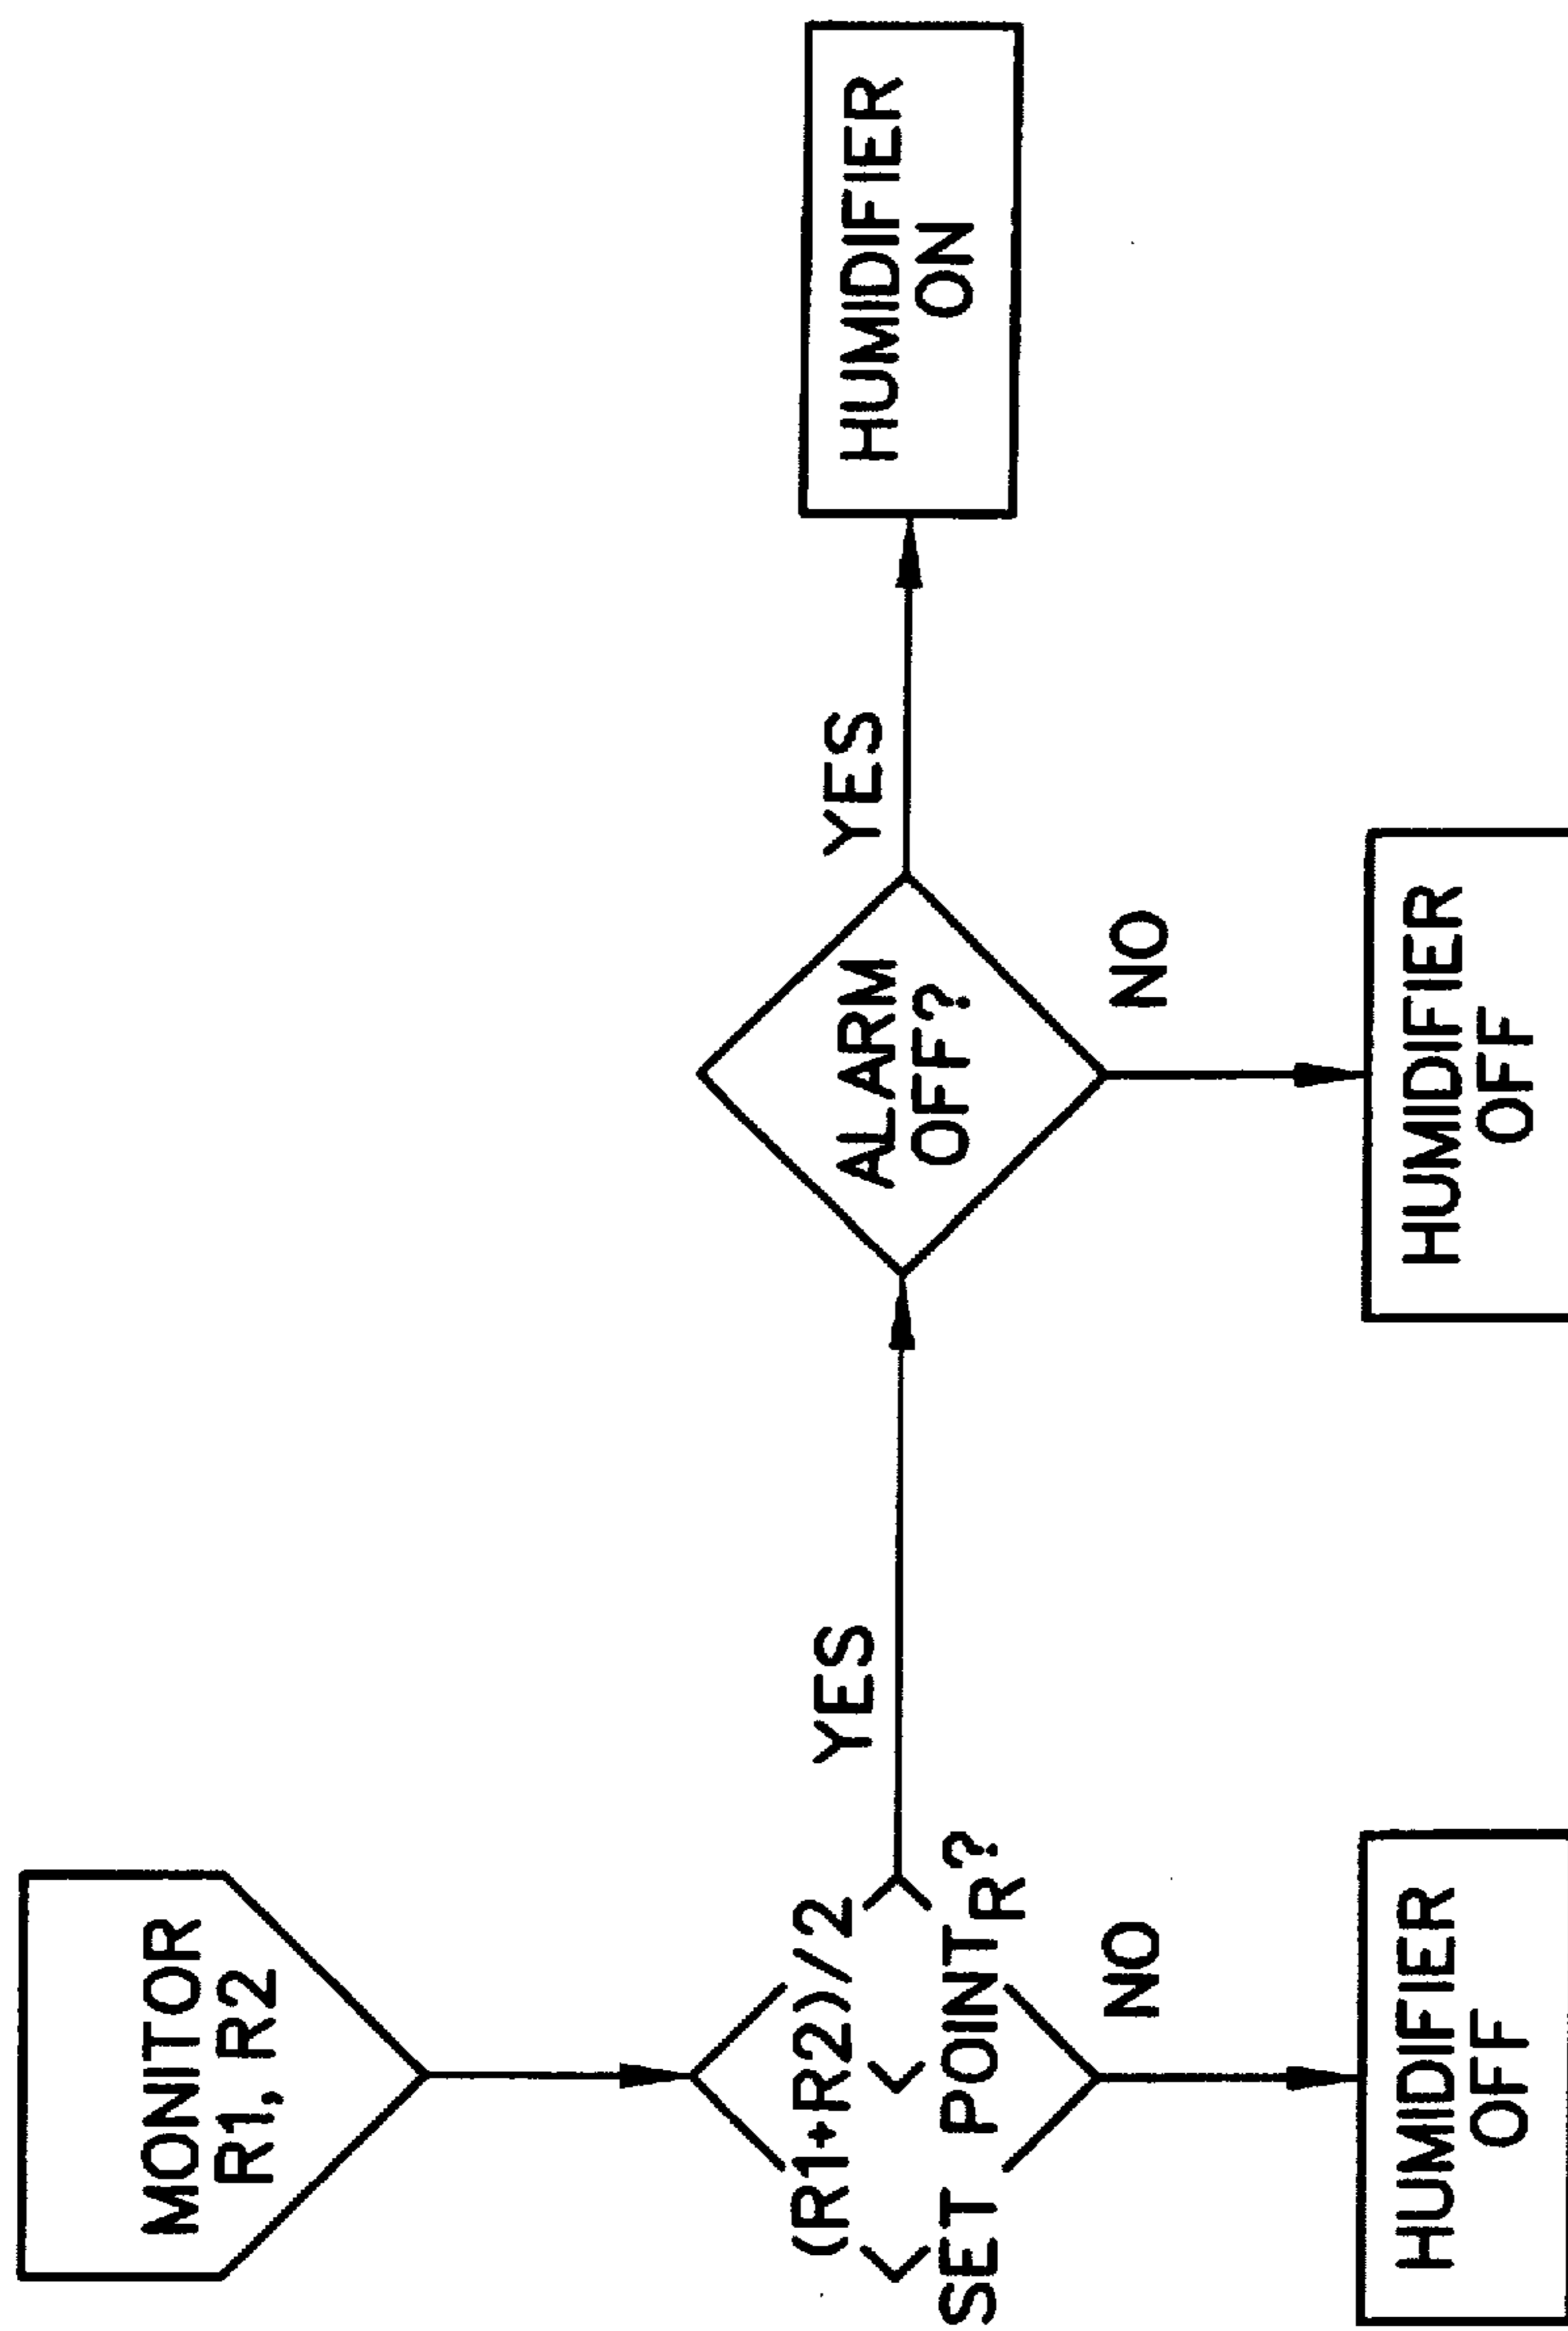 MONITOR
R1, R2
(R1+R2)/2
<
SET POINT R?
YES
NO
HUMIDIFIER
OFF
ALARM
OFF?
YES
NO
HUMIDIFIER
OFF
HUMIDIFIER
ON